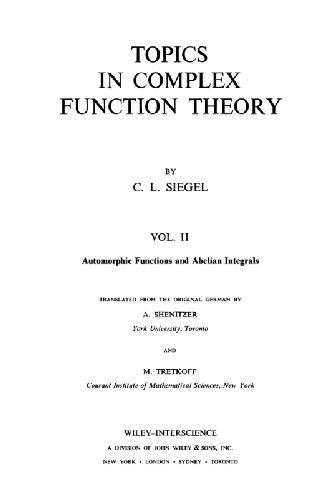 TOPICS
IN COMPLEX
FUNCTION THEORY
BY
C. L. SIEGEL
VOL. II
Automorphic Functions and Abelian Integrals
TRANSLATED FROM THE ORIGINAL GERMAN BY
A. SHENITZER
York University, Toronto
AND
M. TRETKOFF
Courant Institute of Mathematical Sciences, New York
WILEY–INTERSCIENCE
A DIVISION OF JOHN WILEY & SONS, INC.
NEW YORK • LONDON • SYDNEY • TORONTO